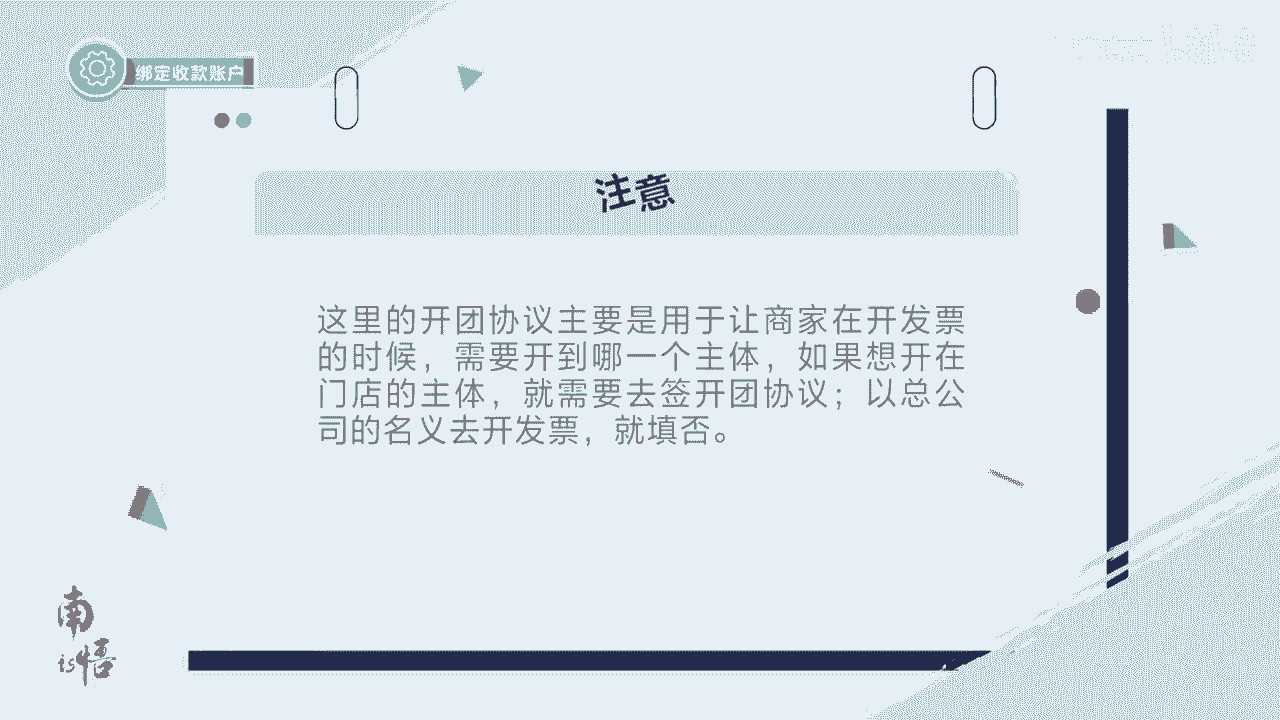 绑定收款账户
注意
这里的开团协议主要是用于让商家在开发票
的时候，需要开到哪一个主体，如果想开在
门店的主体，就需要去签开团协议；以总公
司的名义去开发票，就填否。
南
is悟